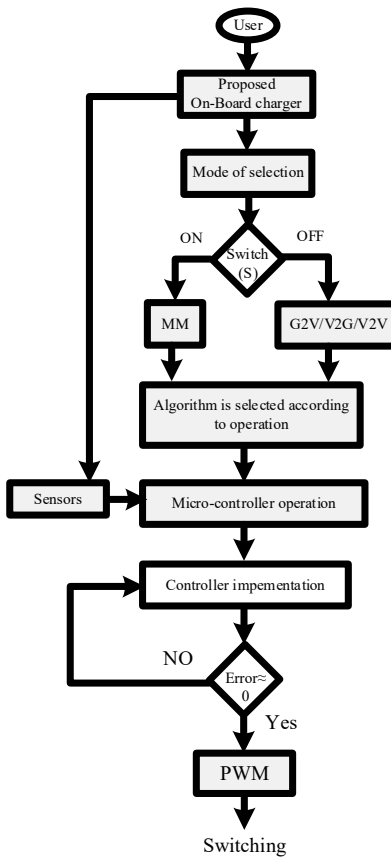 User
Proposed
On-Board charger
Mode of selection
ON
OFF
Switch
(S)
MM
G2V/V2G/V2V
Algorithm is selected according
to operation
Sensors
Micro-controller operation
Controller impementation
NO
Error≈
0
Yes
PWM
Switching